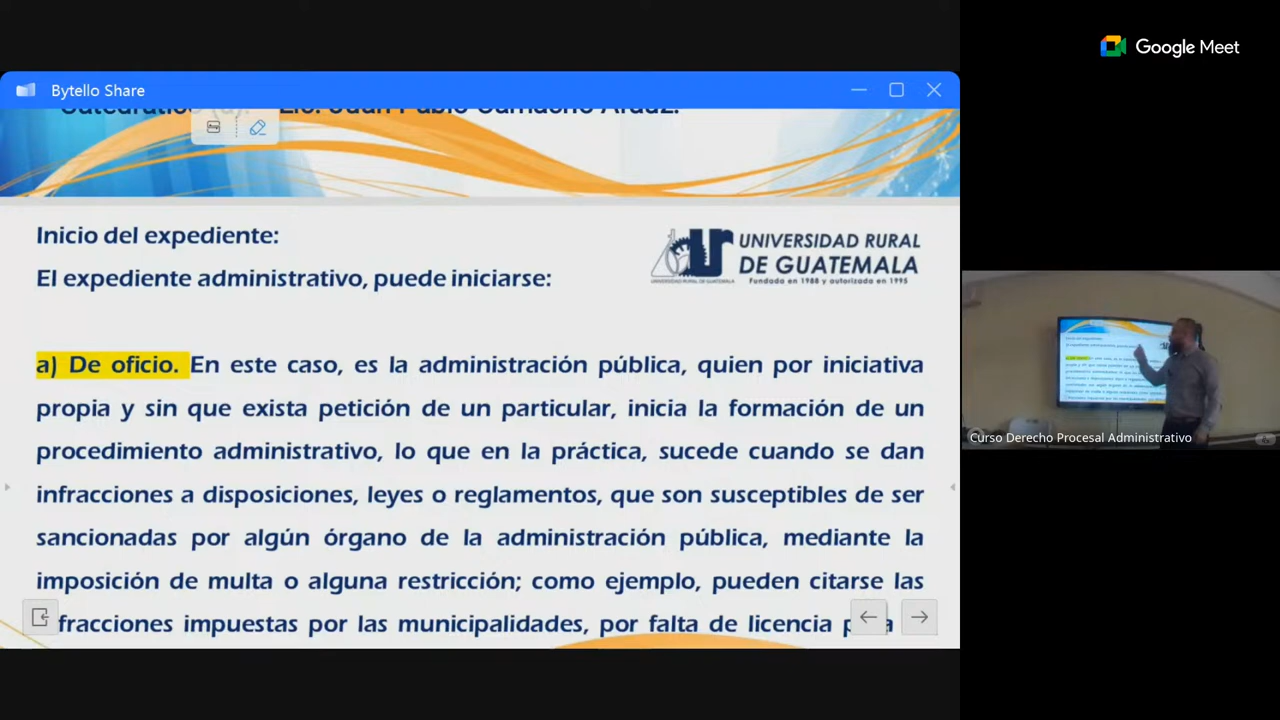 Google Meet
Bytello Share
Inicio del expediente:
El expediente administrativo, puede iniciarse:
UNIVERSIDAD RURAL
DE GUATEMALA
Fundada en 1988 y autorizada en 1995
UNIVERSIDAD RURAL DE GUATEMALA
a) De oficio. En este caso, es la administración pública, quien por iniciativa
propia y sin que exista petición de un particular, inicia la formación de un
procedimiento administrativo, lo que en la práctica, sucede cuando se dan
infracciones a disposiciones, leyes o reglamentos, que son susceptibles de ser
sancionadas por algún órgano de la administración pública, mediante la
imposición de multa o alguna restricción; como ejemplo, pueden citarse las
fracciones impuestas por las municipalidades, por falta de licencia
Curso Derecho Procesal Administrativo